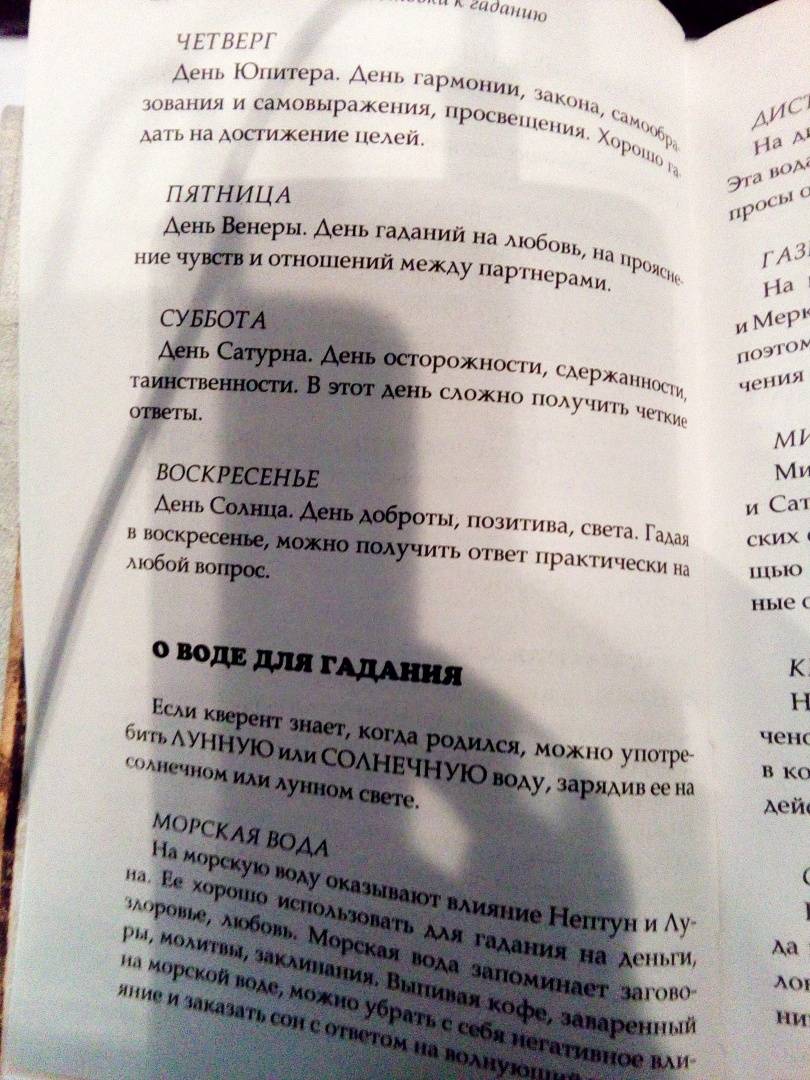 к гаданию
ЧЕТВЕРГ
День Юпитера. День гармонии, закона, самообра-
зования и самовыражения, просвещения. Хорошо га-
дать на достижение целей.
ПЯТНИЦА
День Венеры. День гаданий на любовь, на проясне-
ние чувств и отношений между партнерами.
СУББОТА
День Сатурна. День осторожности, сдержанности,
таинственности. В этот день сложно получить четкие
ответы.
ВОСКРЕСЕНЬЕ
День Солнца. День доброты, позитива, света. Гадая
в воскресенье, можно получить ответ практически на
любой вопрос.
О ВОДЕ ДЛЯ ГАДАНИЯ
Если кверент знает, когда родился, можно употре-
бить ЛУННУЮ или СОЛНЕЧНУЮ воду, зарядив ее на
солнечном или лунном свете.
МОРСКАЯ ВОДА
На морскую воду оказывают влияние Нептун и Лу-
на. Ее хорошо использовать для гадания на деньги,
здоровье, любовь. Морская вода запоминает загово-
ры, молитвы, заклинания. Выпивая кофе, заваренный
на морской воде, можно убрать с себя негативное вли-
яние и заказать сон с ответом на волнующий
На
Эта вода
просы о
На
и Мерк
поэтом
чения
МИ
Ми
и Сат
ских
щью
ные с
К
Н
чено
в ко
дейс
да
лов